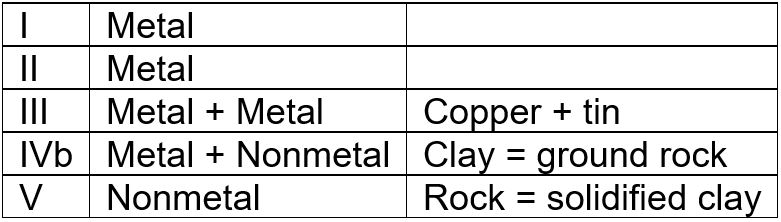 I Metal
II Metal
III Metal + Metal Copper + tin
IVb Metal + Nonmetal Clay = ground rock
V Nonmetal Rock = solidified clay